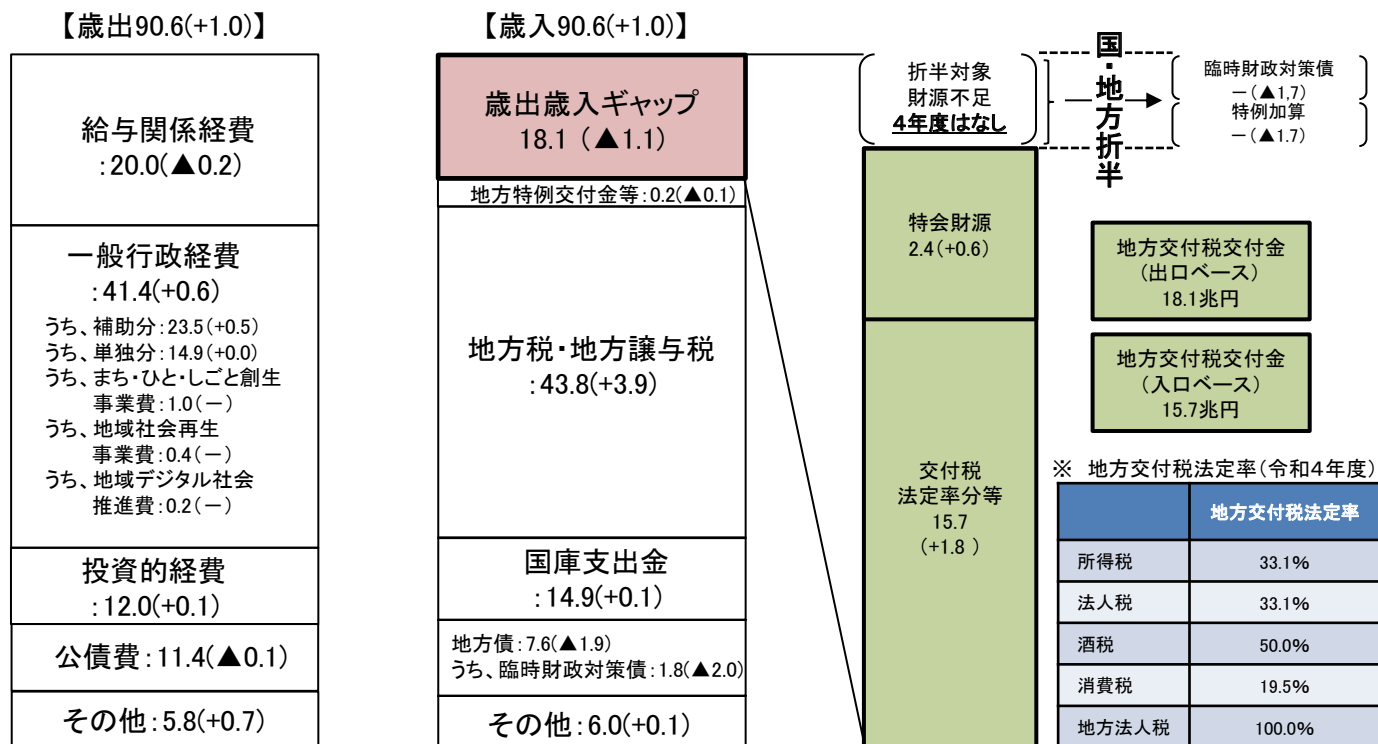 【歳出90.6(+1.0)】
給与関係経費
:20.0(▲0.2)
一般行政経費
:41.4(+0.6)
うち、補助分:23.5(+0.5)
うち、単独分:14.9(+0.0)
うち、まち・ひと・しごと創生
事業費:1.0(－)
うち、地域社会再生
事業費:0.4(－)
うち、地域デジタル社会
推進費:0.2(－)
投資的経費
:12.0(+0.1)
公債費:11.4(▲0.1)
その他:5.8(+0.7)
【歳入90.6(+1.0)】
歳出歳入ギャップ
18.1 (▲1.1)
地方特例交付金等:0.2(▲0.1)
地方税・地方譲与税
:43.8(+3.9)
国庫支出金
:14.9(+0.1)
地方債:7.6(▲1.9)
うち、臨時財政対策債:1.8(▲2.0)
その他:6.0(+0.1)
折半対象
財源不足
4年度はなし
特会財源
2.4(+0.6)
交付税
法定率分等
15.7
(+1.8 )
国・地方折半
臨時財政対策債
－(▲1.7)
特例加算
－(▲1.7)
地方交付税交付金
(出口ベース)
18.1兆円
地方交付税交付金
(入口ベース)
15.7兆円
※ 地方交付税法定率(令和4年度)
地方交付税法定率
所得税 33.1%
法人税 33.1%
酒税 50.0%
消費税 19.5%
地方法人税 100.0%